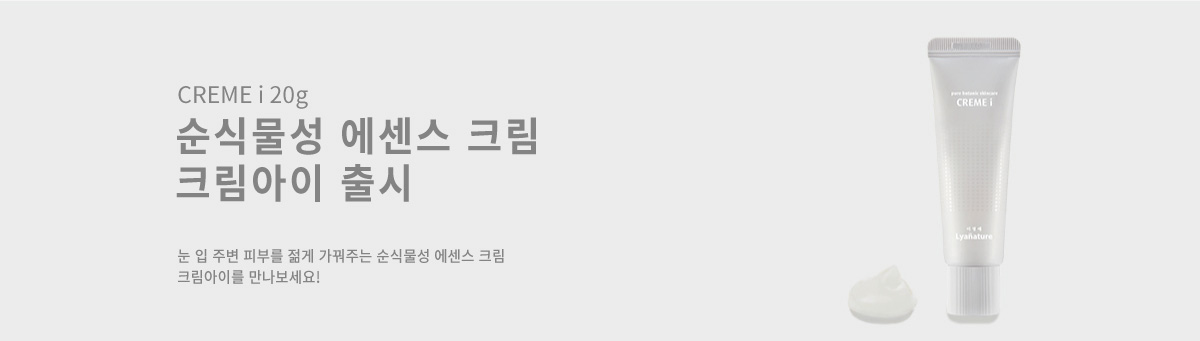 CREME i 20g
순식물성 에센스 크림
크림아이 출시
눈 입 주변 피부를 젊게 가꿔주는 순식물성 에센스 크림
크림아이를 만나보세요!
pure botanic skincare
CREME i
Lyanature